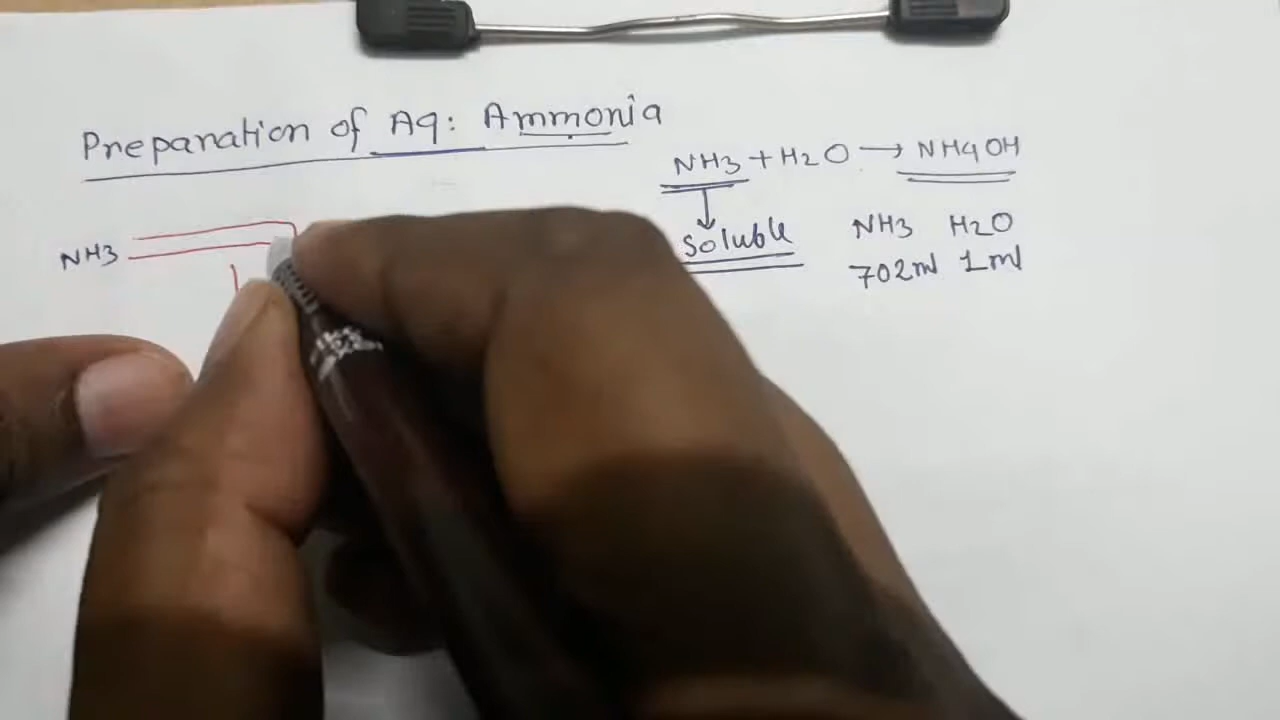 Preparation of Aq: Ammonia
NH3 + H2O → NH4OH
Soluble
NH3 H2O
702ml 1ml
NH3